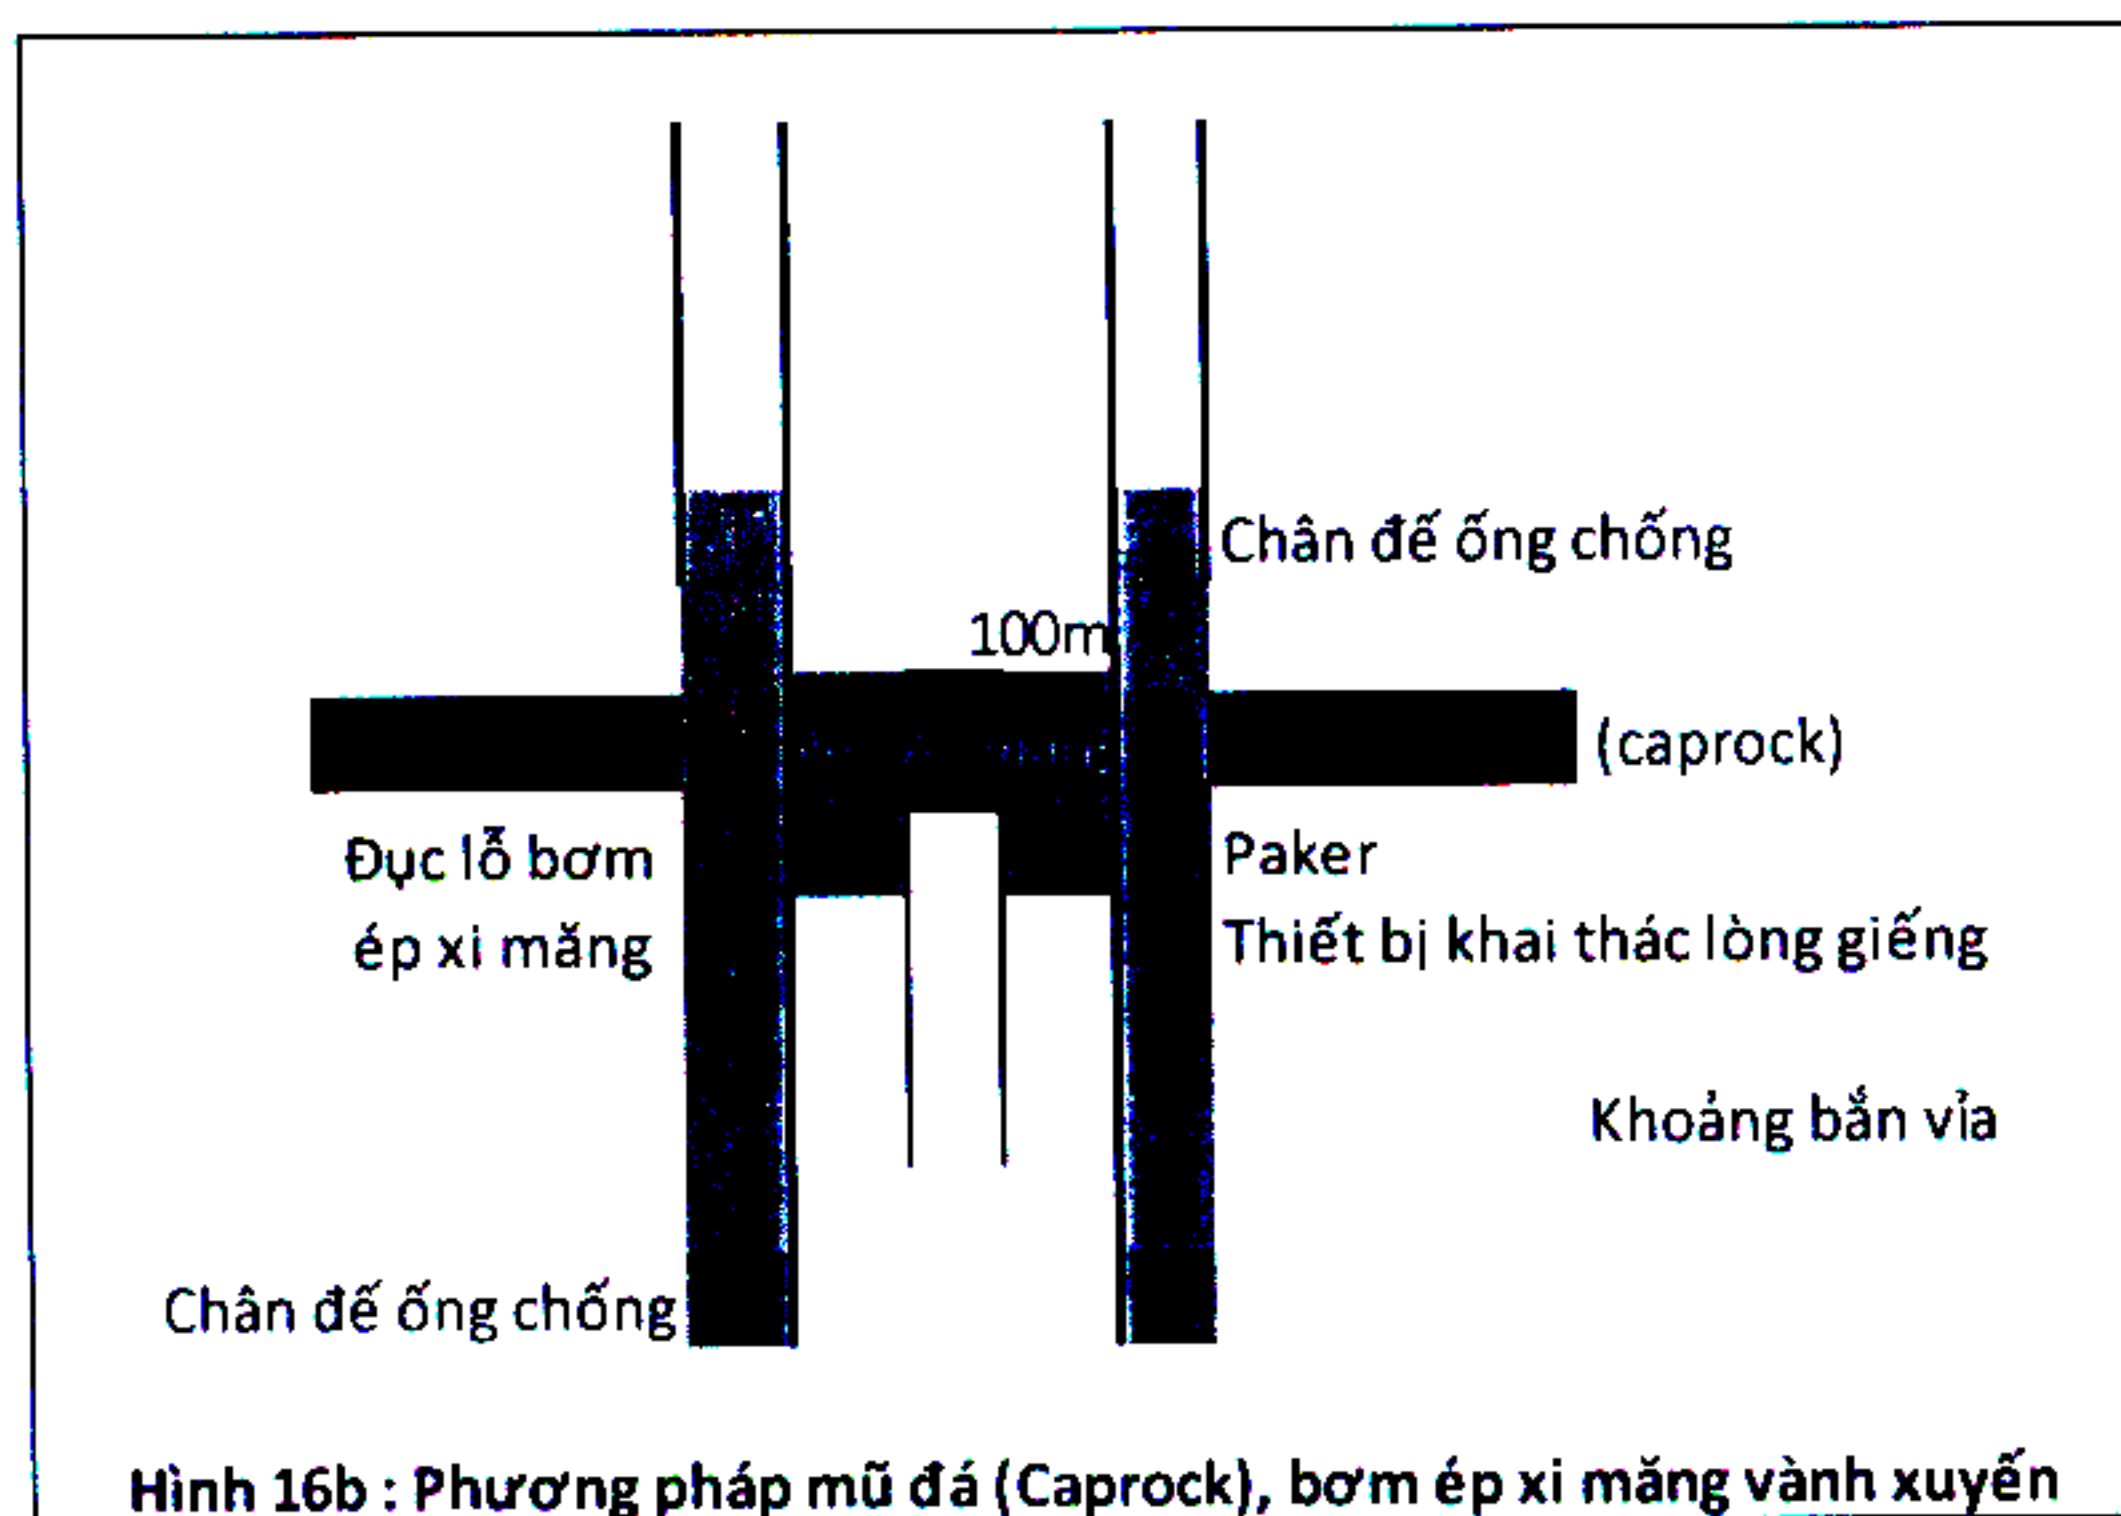 Chân đế ống chống
100m
(caprock)
Đục lỗ bơm
ép xi măng
Paker
Thiết bị khai thác lòng giếng
Khoảng bắn vỉa
Chân đế ống chống
Hình 16b : Phương pháp mũ đá (Caprock), bơm ép xi măng vành xuyến